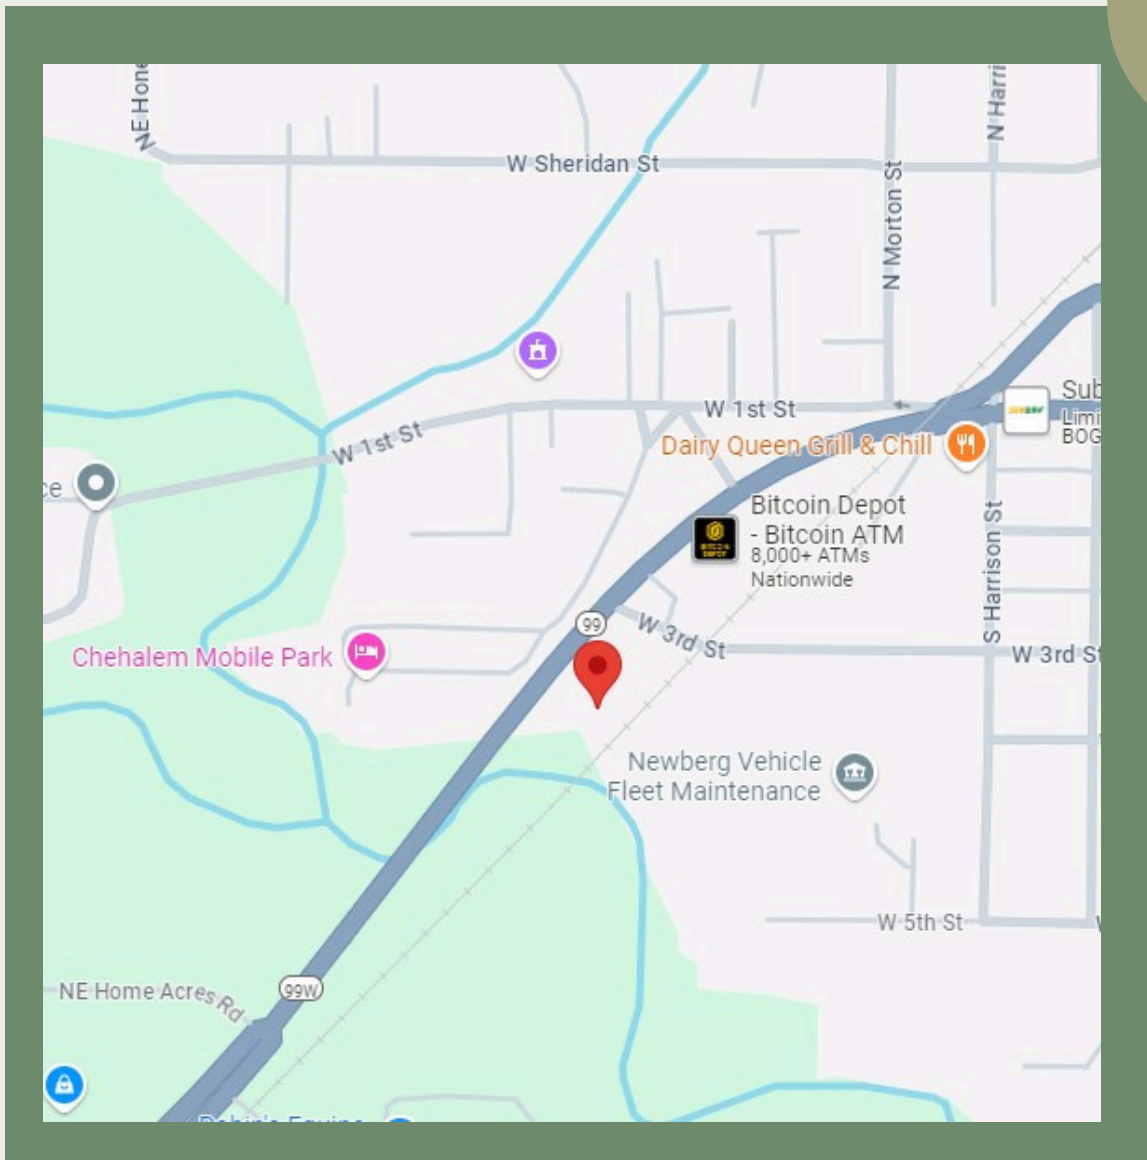 NE Hone
N Harri
W Sheridan St
N Morton St
Sub
Limi
BOG
W 1st St
W 1st St
Dairy Queen Grill & Chill
ce
Bitcoin Depot
- Bitcoin ATM
8,000+ ATMs
Nationwide
S Harrison St
99
W 3rd St
W 3rd St
Chehalem Mobile Park
Newberg Vehicle
Fleet Maintenance
W 5th St
99W
NE Home Acres Rd